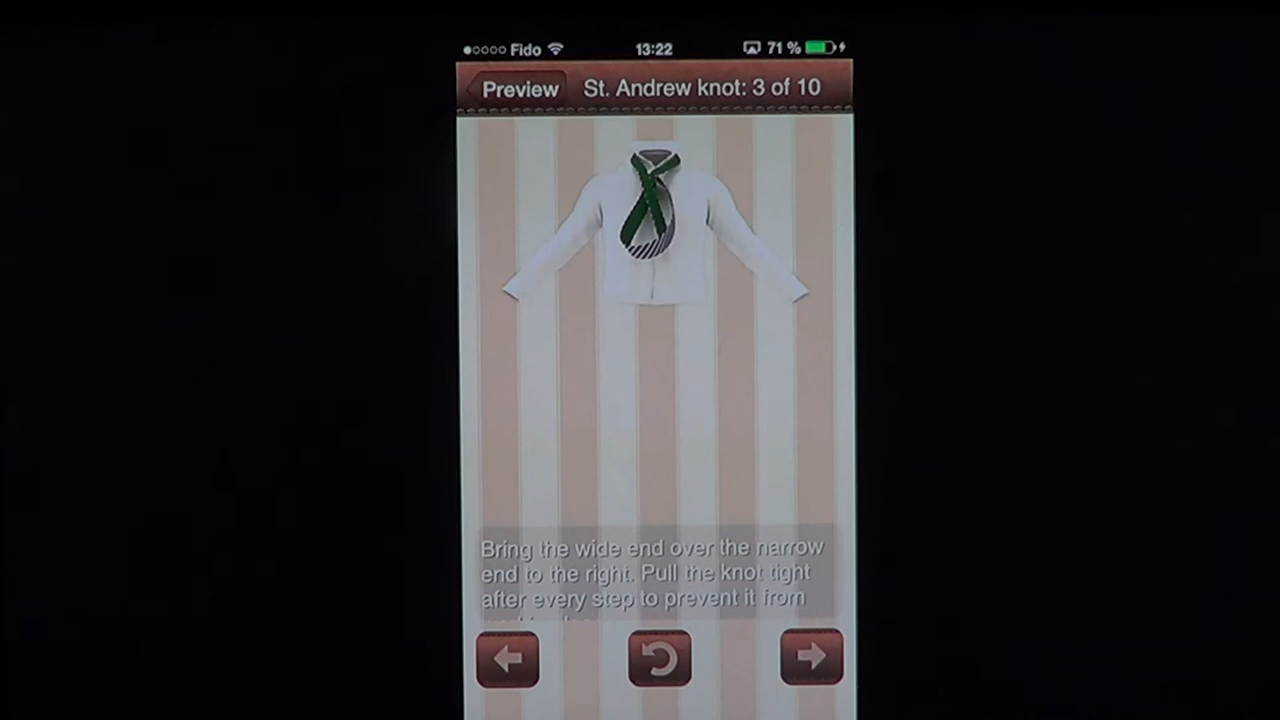 Fido
13:22
71 %
Preview
St. Andrew knot: 3 of 10
Bring the wide end over the narrow
end to the right. Pull the knot tight
after every step to prevent it from